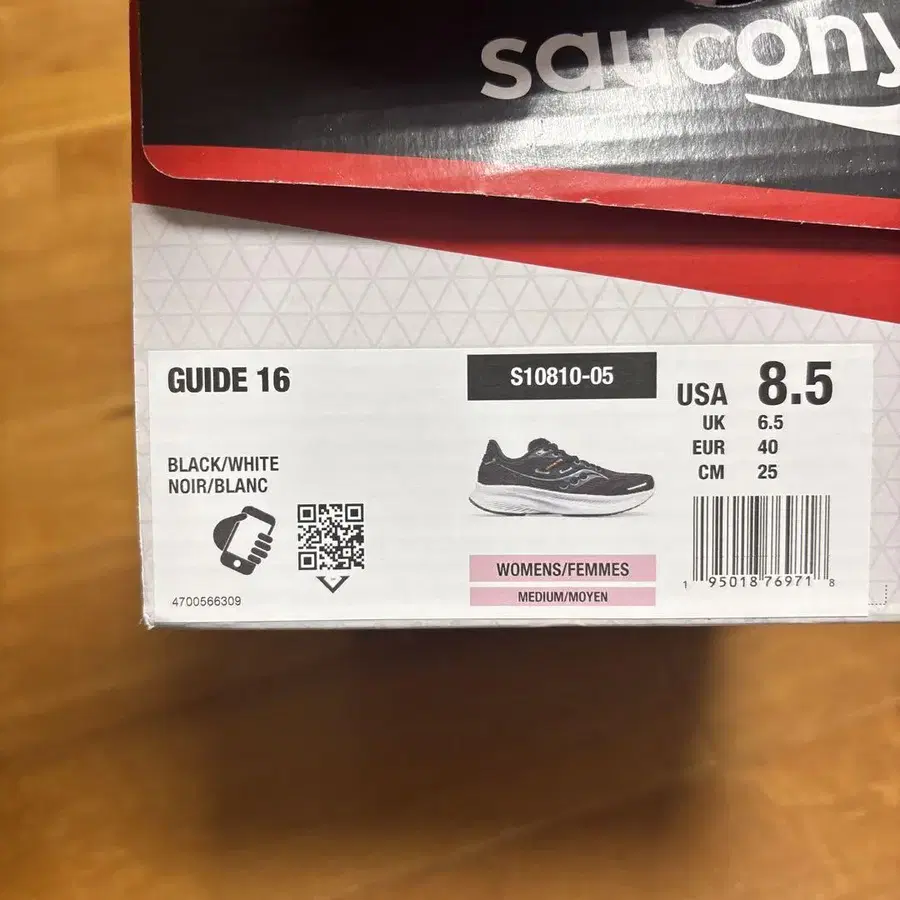 saucony
GUIDE 16
S10810-05
USA 8.5
UK 6.5
EUR 40
CM 25
BLACK/WHITE
NOIR/BLANC
WOMENS/FEMMES
MEDIUM/MOYEN
4700566309
1 95018 76971 8